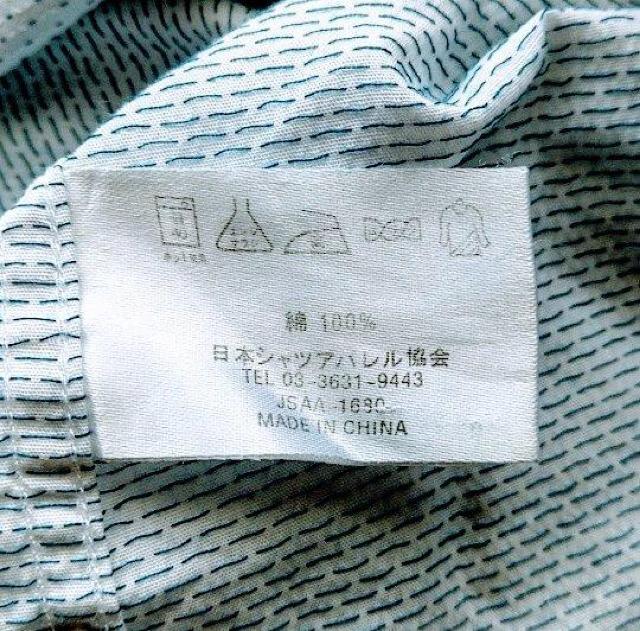 40
綿 100%
日本シャツアパレル協会
TEL 03-3631-9443
JSAA-1680
MADE IN CHINA